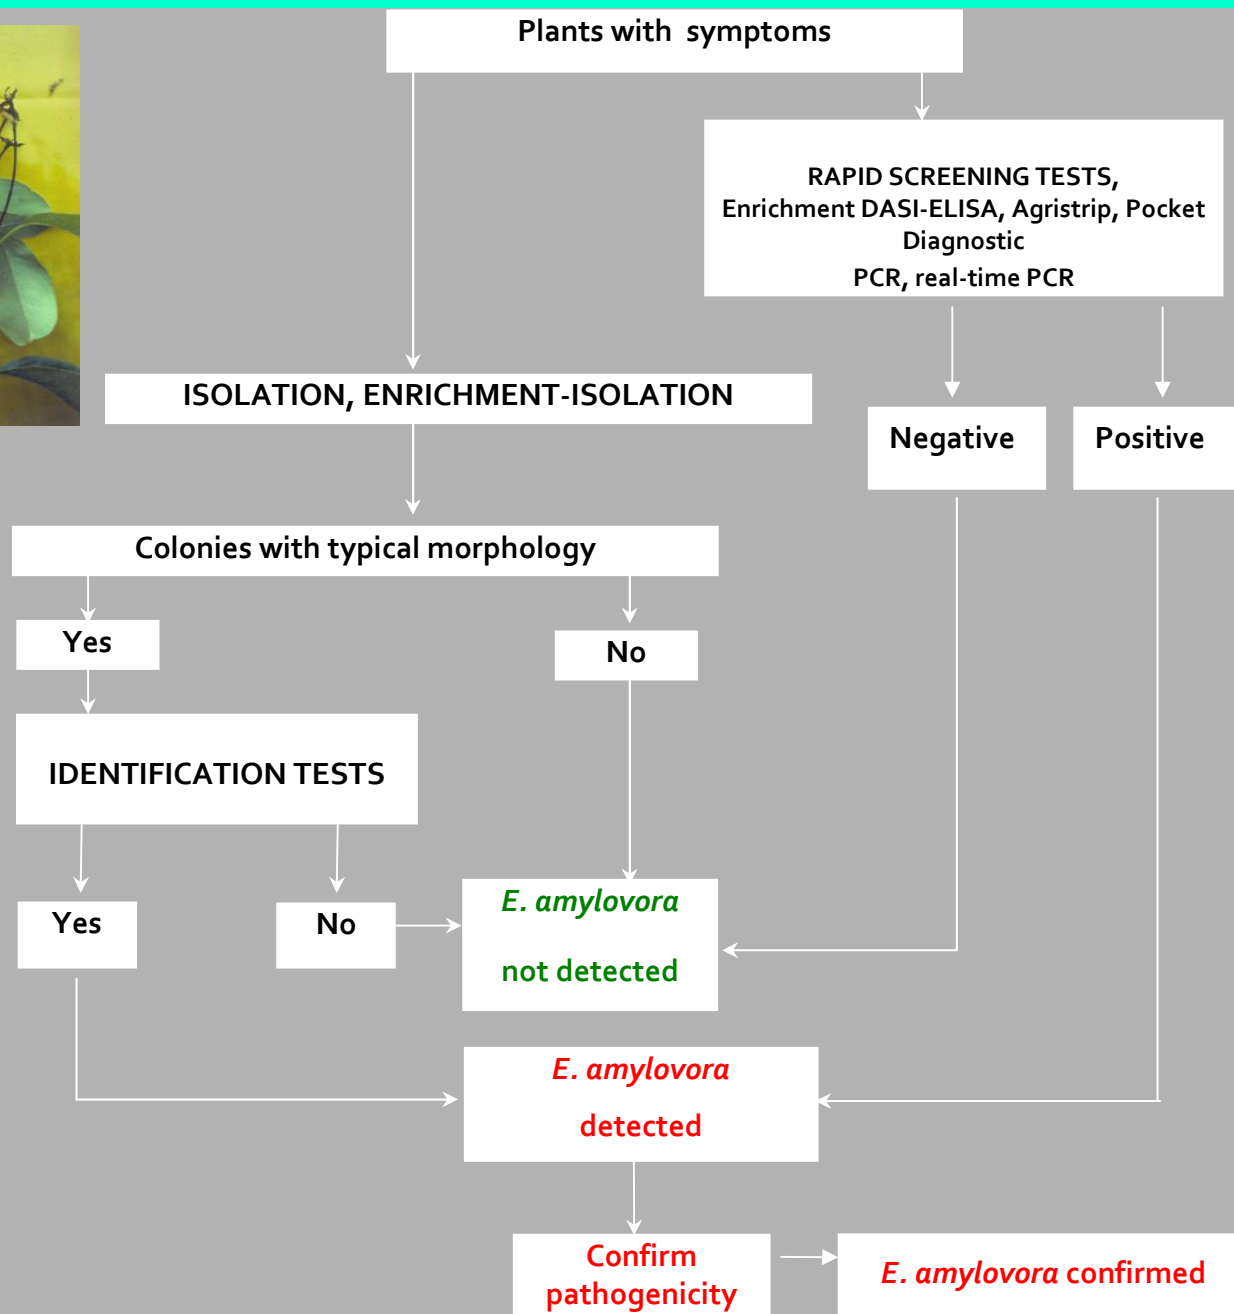 Plants with symptoms
RAPID SCREENING TESTS,
Enrichment DASI-ELISA, Agristrip, Pocket
Diagnostic
PCR, real-time PCR
ISOLATION, ENRICHMENT-ISOLATION
Negative
Positive
Colonies with typical morphology
Yes
No
IDENTIFICATION TESTS
Yes
No
E. amylovora
not detected
E. amylovora
detected
Confirm
pathogenicity
E. amylovora confirmed